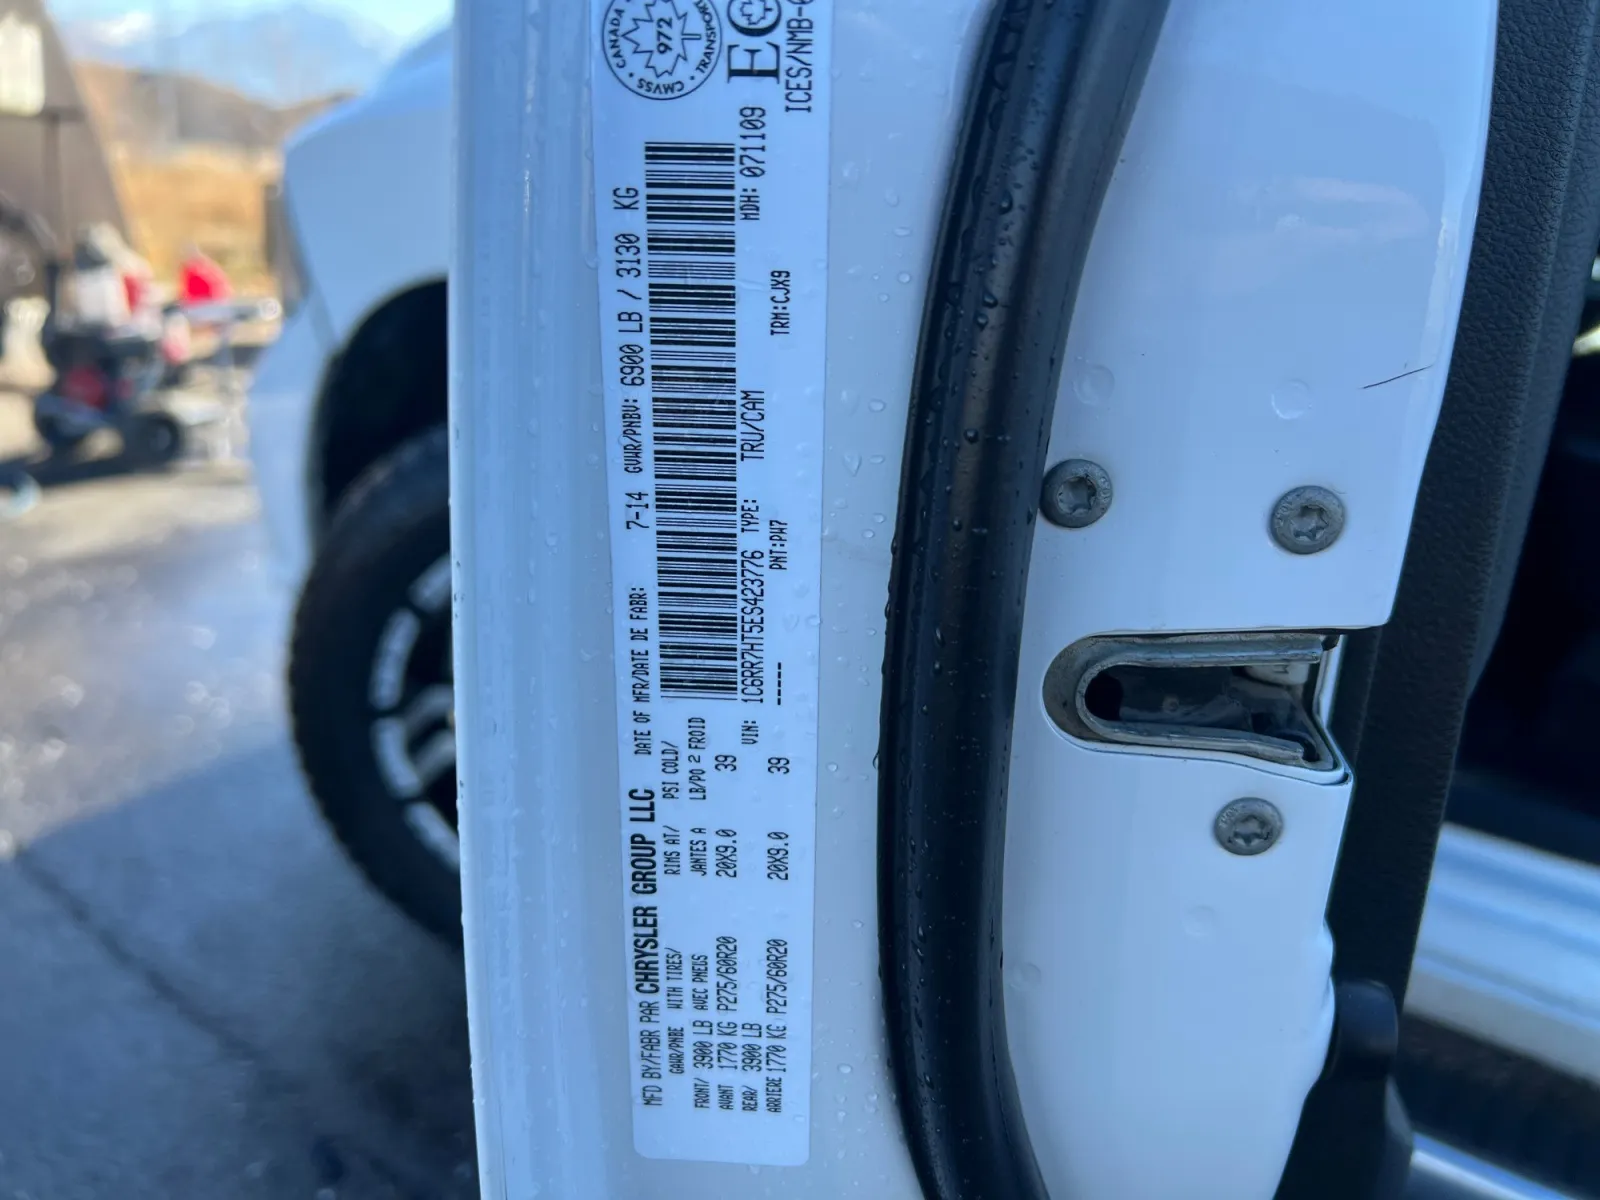 MFD BY/FABR PAR CHRYSLER GROUP LLC DATE OF MFR/DATE DE FABR: 7-14 GVWR/PNBV: 6900 LB / 3130 KG
GAWR/PNBE WITH TIRES/ RIMS AT/ PSI COLD/
FRONT/ 3900 LB AVEC PNEUS JANTES A LB/PO 2 FROID
AVANT 1770 KG P275/60R20 20X9.0 39
REAR/ 3900 LB
ARRIERE 1770 KG P275/60R20 20X9.0 39
VIN: 1C6RR7HT5ES423776 TYPE: TRU/CAM MDH: 071109
----- PNT:PW7 TRM:CJX9
CANADA
972
TRANSPORT
CMVSS
ICES/NMB-